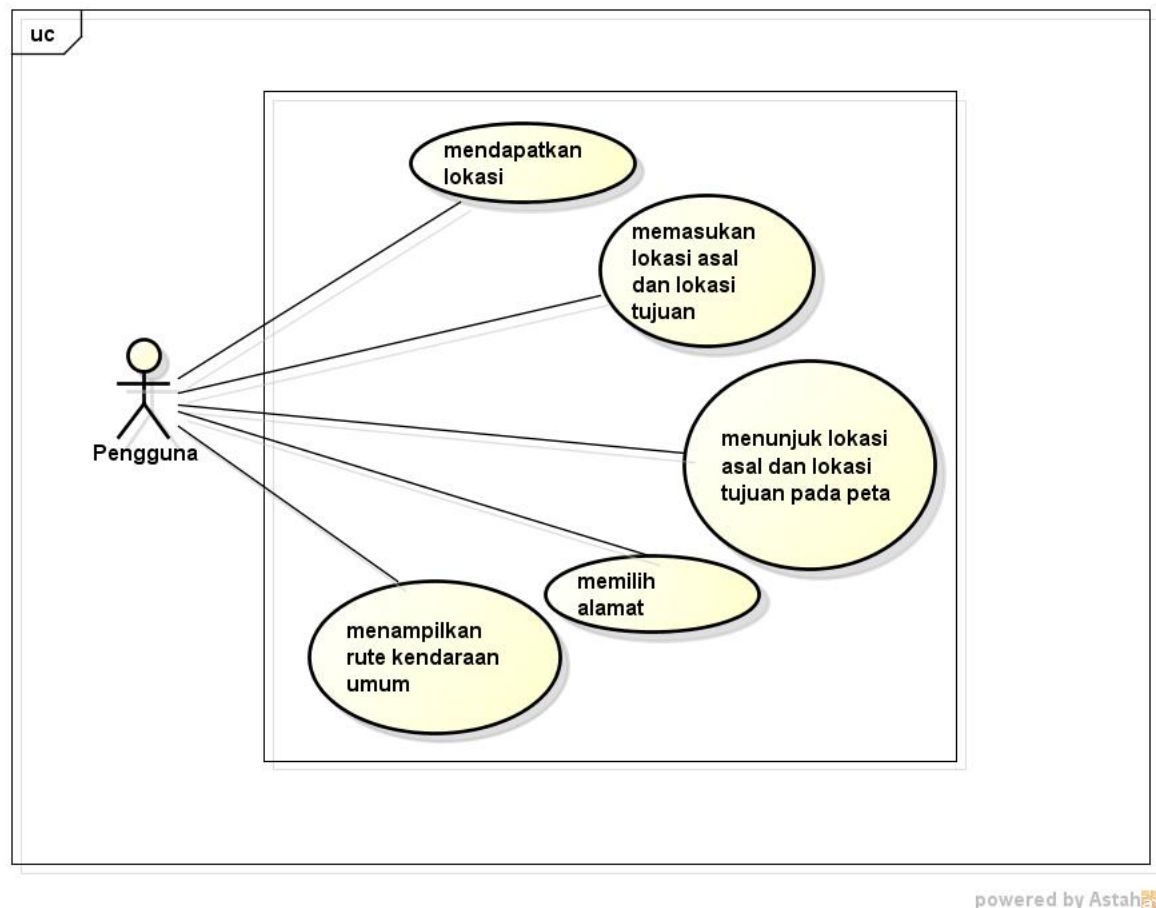 uc
mendapatkan
lokasi
memasukan
lokasi asal
dan lokasi
tujuan
Pengguna
menunjuk lokasi
asal dan lokasi
tujuan pada peta
memilih
alamat
menampilkan
rute kendaraan
umum
powered by Astah